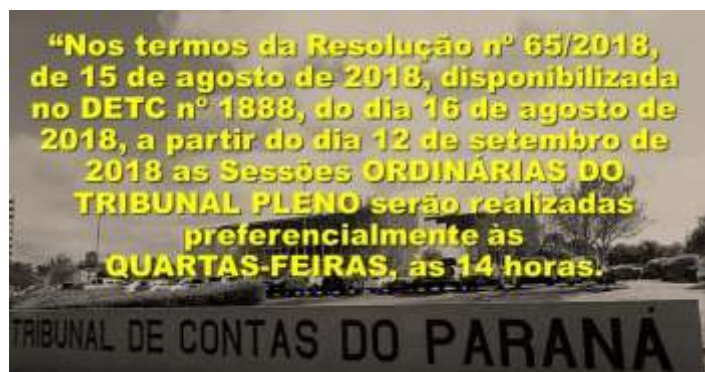 “Nos termos da Resolução nº 65/2018,
de 15 de agosto de 2018, disponibilizada
no DETC nº 1888, do dia 16 de agosto de
2018, a partir do dia 12 de setembro de
2018 as Sessões ORDINÁRIAS DO
TRIBUNAL PLENO serão realizadas
preferencialmente às
QUARTAS-FEIRAS, às 14 horas.
TRIBUNAL DE CONTAS DO PARANÁ